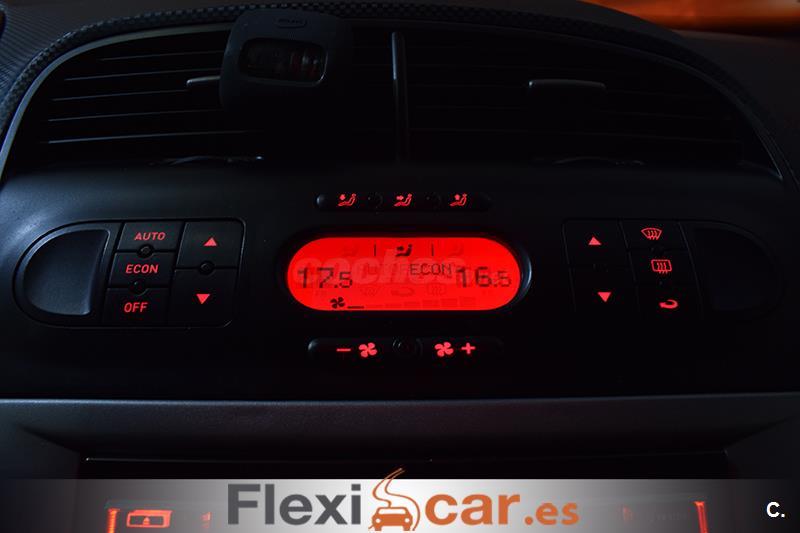 AUTO
ECON
OFF
ECON
17.5
16.5
- +
Flexicar.es
C.